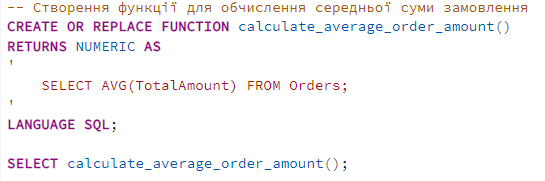 -- Створення функції для обчислення середньої суми замовлення
CREATE OR REPLACE FUNCTION calculate_average_order_amount()
RETURNS NUMERIC AS
'
    SELECT AVG(TotalAmount) FROM Orders;
'
LANGUAGE SQL;

SELECT calculate_average_order_amount();